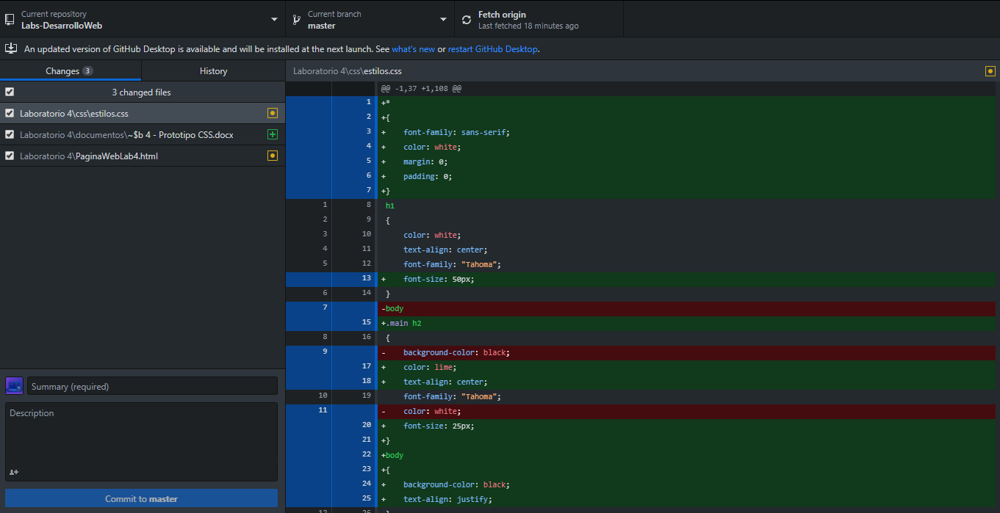 Current repository
Labs-DesarrolloWeb
Current branch
master
Fetch origin
Last fetched 18 minutes ago
An updated version of GitHub Desktop is available and will be installed at the next launch. See what's new or restart GitHub Desktop.
Changes 3
History
Laboratorio 4\css\estilos.css
3 changed files
Laboratorio 4\css\estilos.css
Laboratorio 4\documentos\~$b 4 - Prototipo CSS.docx
Laboratorio 4\PaginaWebLab4.html
Summary (required)
Description
Commit to master
@@ -1,37 +1,108 @@
1 +*
2 +{
3 +    font-family: sans-serif;
4 +    color: white;
5 +    margin: 0;
6 +    padding: 0;
7 +}
1 8 h1
2 9 {
3 10     color: white;
4 11     text-align: center;
5 12     font-family: "Tahoma";
13 +    font-size: 50px;
6 14 }
7 -body
15 +.main h2
8 16 {
9 -    background-color: black;
17 +    color: lime;
18 +    text-align: center;
10 19     font-family: "Tahoma";
11 -    color: white;
20 +    font-size: 25px;
21 +}
22 +body
23 +{
24 +    background-color: black;
25 +    text-align: justify;
12 26 }